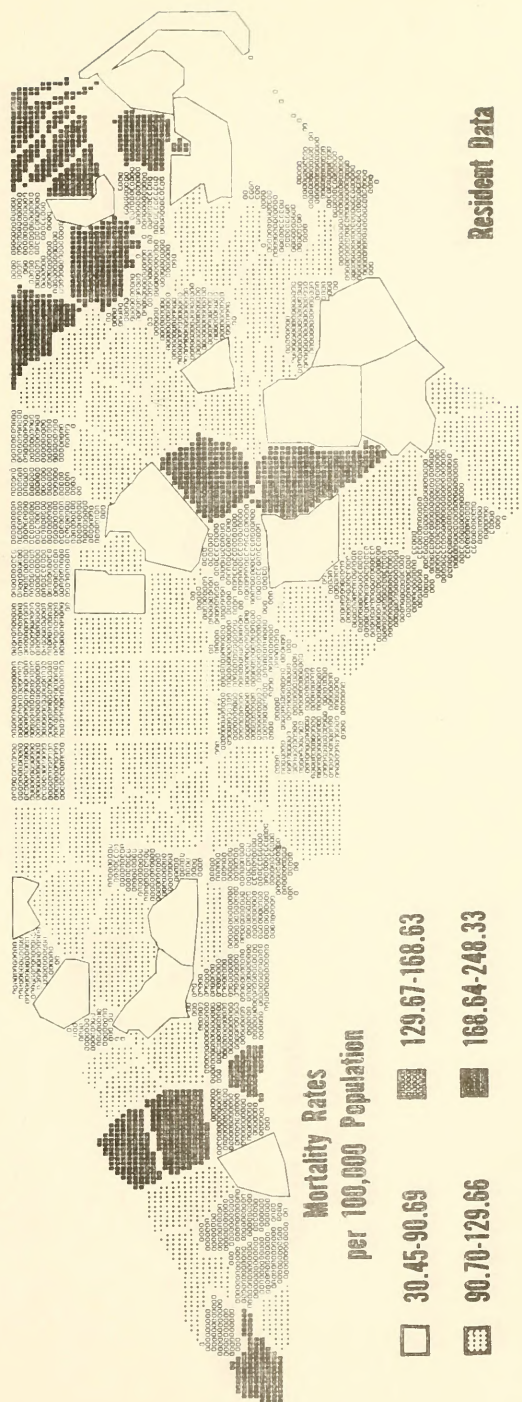 Resident Data
Mortality Rates
per 100,000 Population
30.45-90.69
129.67-168.63
90.70-129.66
168.64-248.33